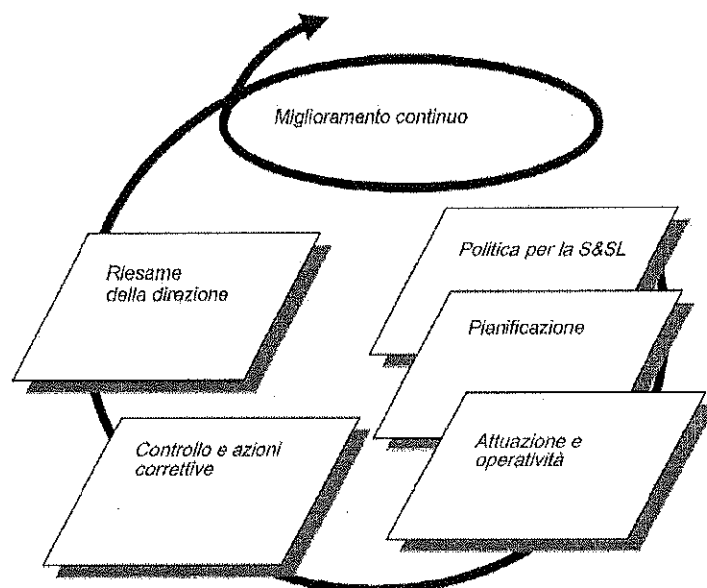 Miglioramento continuo
Politica per la S&SL
Pianificazione
Attuazione e
operatività
Controllo e azioni
correttive
Riesame
della direzione